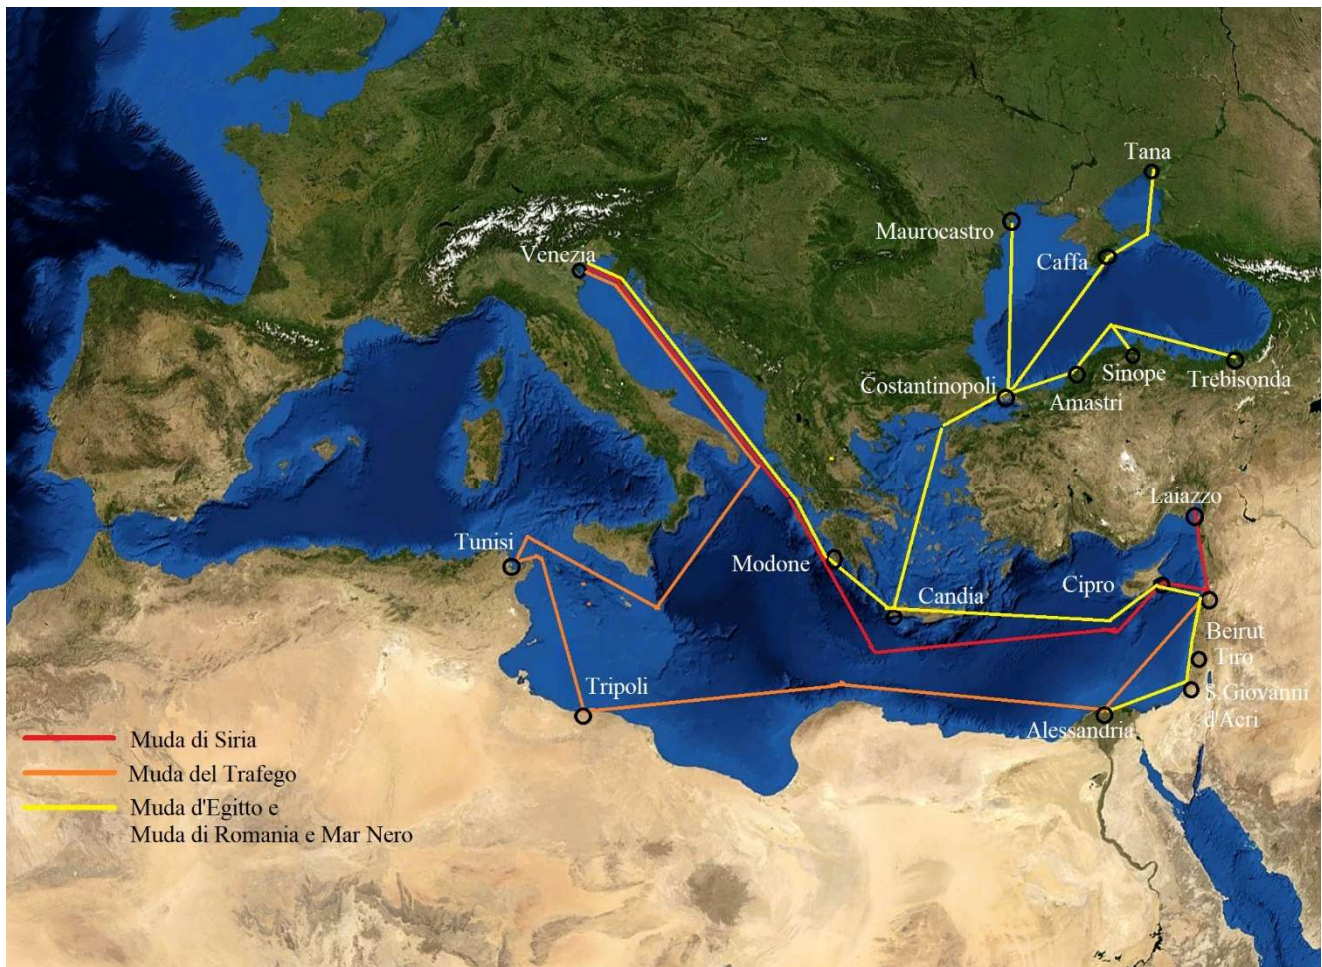 Tana
Maurocastro
Venezia
Caffa
Costantinopoli
Sinope
Trebisonda
Amastri
Laiazzo
Tunisi
Modone
Candia
Cipro
Beirut
Tiro
Tripoli
S.Giovanni
d'Acri
Alessandria
Muda di Siria
Muda del Trafego
Muda d'Egitto e
Muda di Romania e Mar Nero